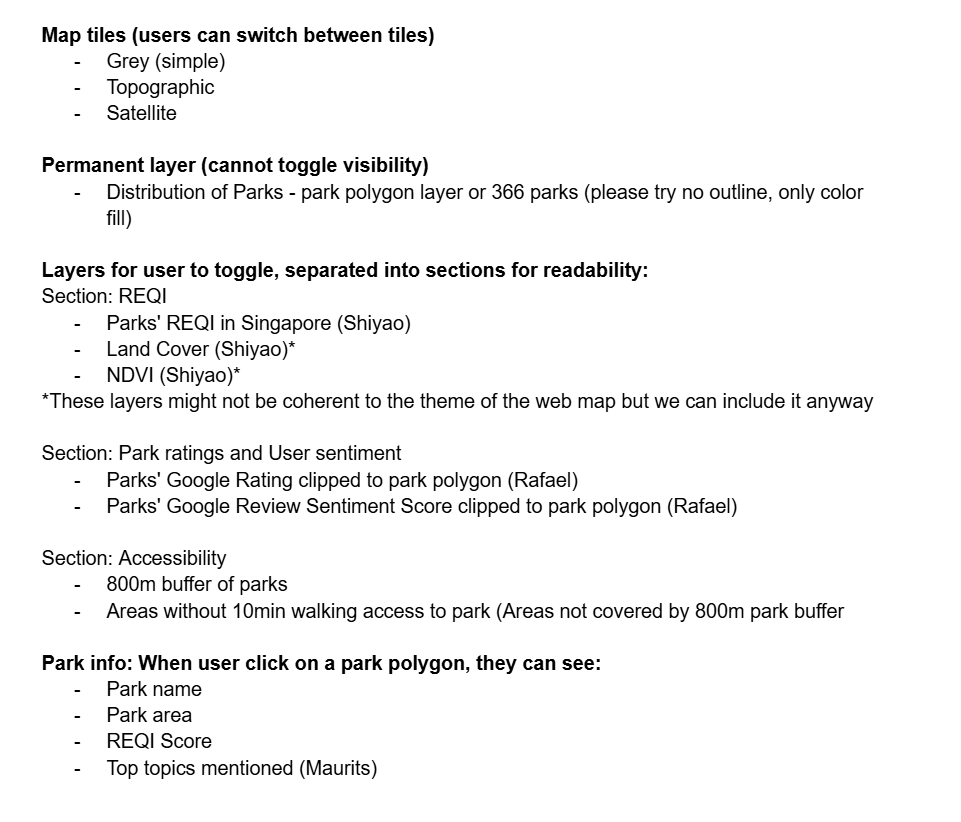 Map tiles (users can switch between tiles)
- Grey (simple)
- Topographic
- Satellite
Permanent layer (cannot toggle visibility)
- Distribution of Parks - park polygon layer or 366 parks (please try no outline, only color
fill)
Layers for user to toggle, separated into sections for readability:
Section: REQI
- Parks' REQI in Singapore (Shiyao)
- Land Cover (Shiyao)*
- NDVI (Shiyao)*
*These layers might not be coherent to the theme of the web map but we can include it anyway
Section: Park ratings and User sentiment
- Parks' Google Rating clipped to park polygon (Rafael)
- Parks' Google Review Sentiment Score clipped to park polygon (Rafael)
Section: Accessibility
- 800m buffer of parks
- Areas without 10min walking access to park (Areas not covered by 800m park buffer
Park info: When user click on a park polygon, they can see:
- Park name
- Park area
- REQI Score
- Top topics mentioned (Maurits)